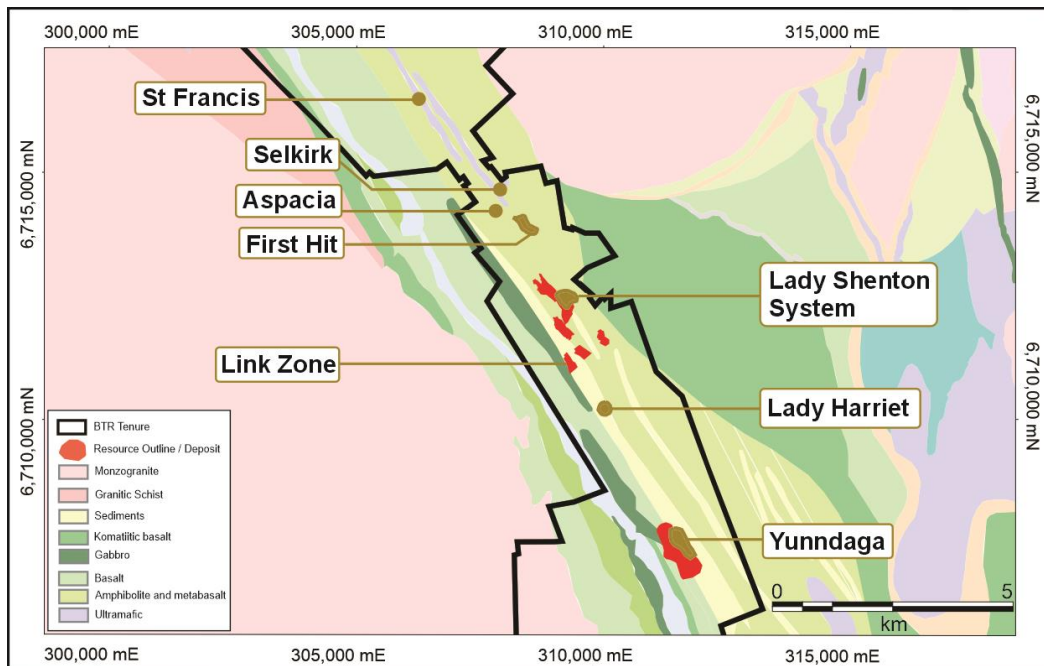 300,000 mE
305,000 mE
310,000 mE
315,000 mE
6,715,000 mN
6,715,000 mN
St Francis
Selkirk
Aspacia
First Hit
Lady Shenton
System
Link Zone
Lady Harriet
6,710,000 mN
6,710,000 mN
BTR Tenure
Resource Outline / Deposit
Monzogranite
Granitic Schist
Sediments
Komatiitic basalt
Gabbro
Basalt
Amphibolite and metabasalt
Ultramafic
Yunndaga
0 5
km
300,000 mE
305,000 mE
310,000 mE
315,000 mE